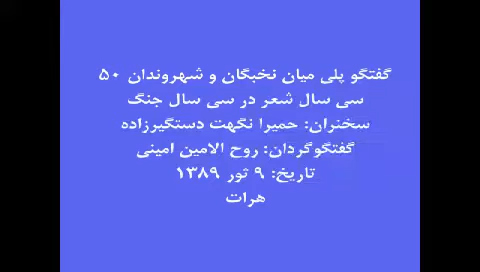 گفتگو پلی میان نخبگان و شهروندان ۵۰
سی سال شعر در سی سال جنگ
سخنران: حمیرا نگهت دستگیرزاده
گفتگوگردان: روح الامین امینی
تاریخ: ۹ ثور ۱۳۸۹
هرات